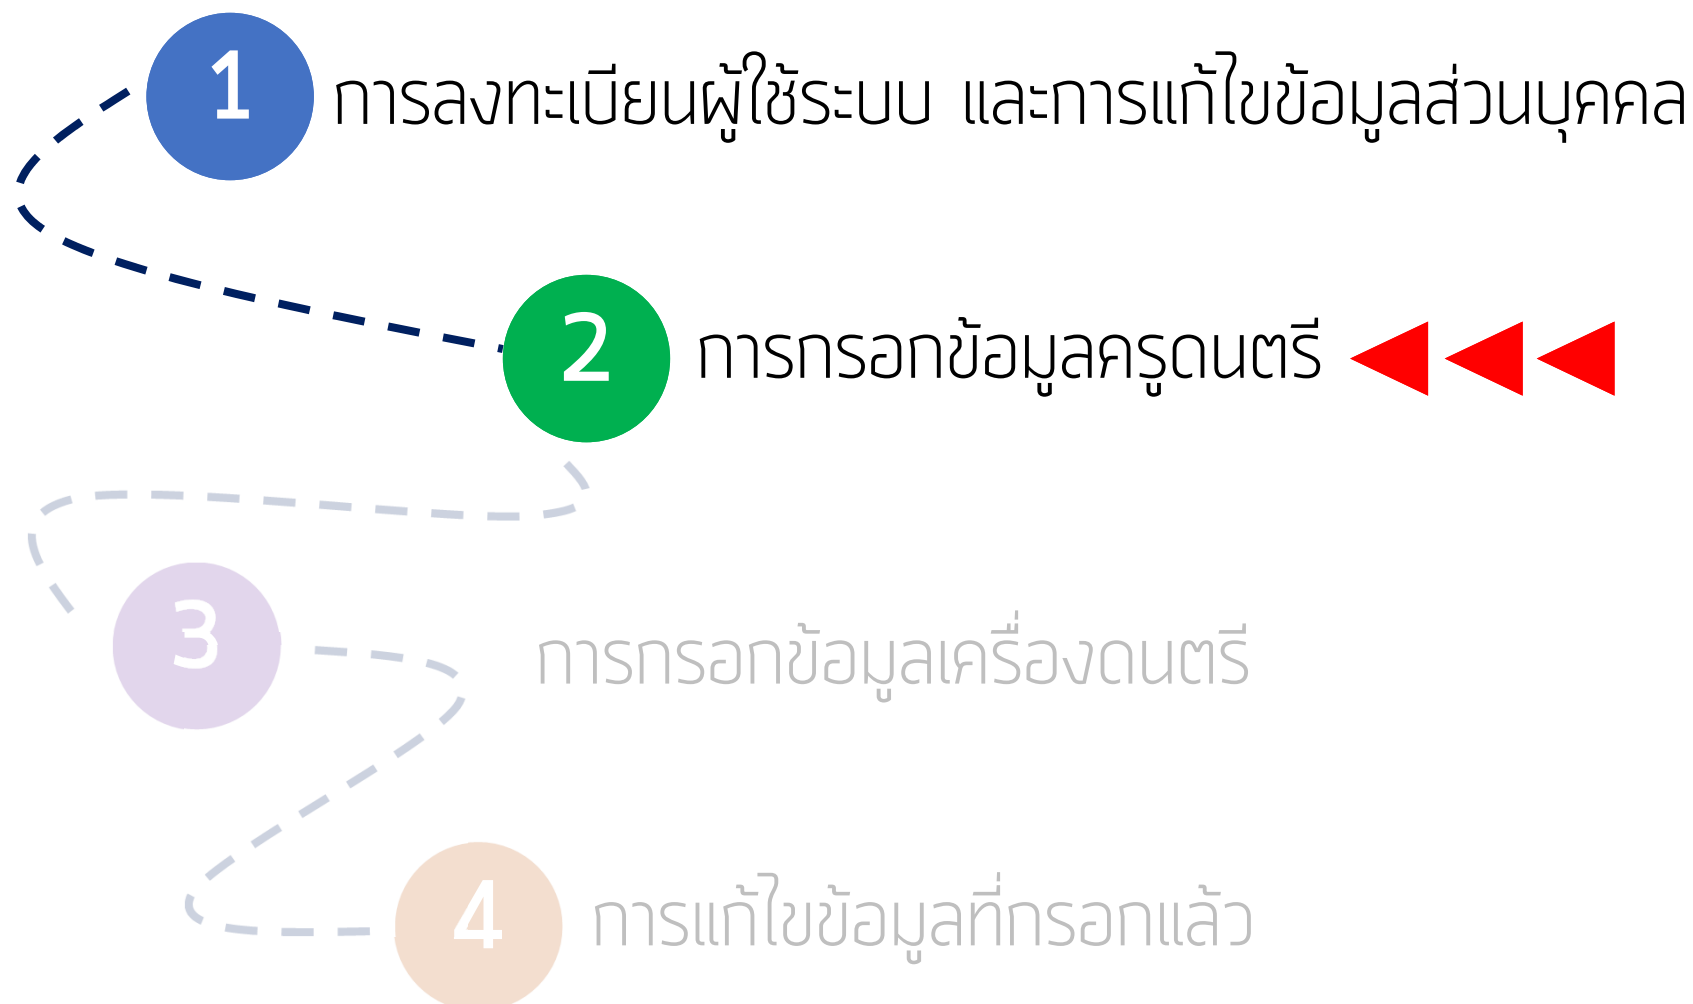 1 การลงทะเบียนผู้ใช้ระบบ และการแก้ไขข้อมูลส่วนบุคคล
2 การกรอกข้อมูลครูดนตรี
3 การกรอกข้อมูลเครื่องดนตรี
4 การแก้ไขข้อมูลที่กรอกแล้ว